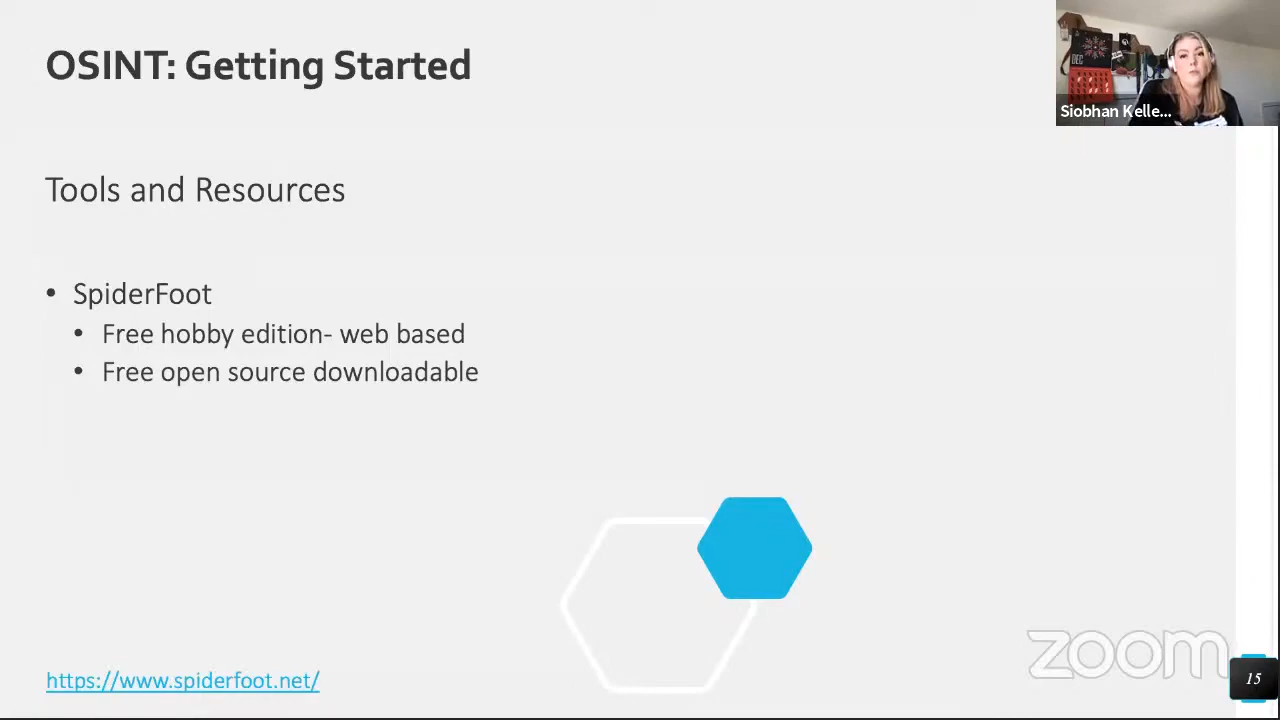 OSINT: Getting Started
Siobhan Kelle...
DEC
Tools and Resources
• SpiderFoot
• Free hobby edition- web based
• Free open source downloadable
https://www.spiderfoot.net/
zoom
15